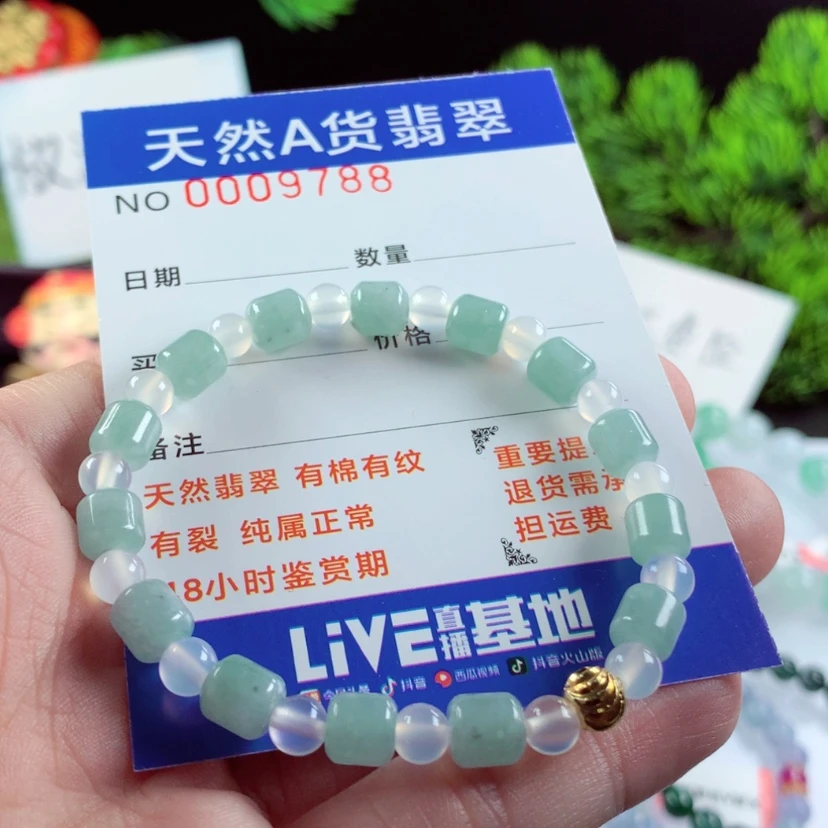 天然A货翡翠
NO 0009788
日期 数量
买 价格
备注
天然翡翠 有棉有纹
有裂 纯属正常
48小时鉴赏期
重要提
退货需承
担运费
LiVE直播基地
抖音 西瓜视频 抖音火山版